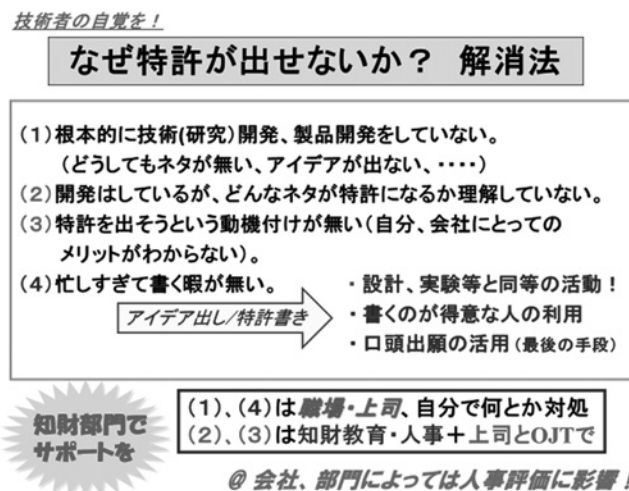 技術者の自覚を！
なぜ特許が出せないか？ 解消法
(1)根本的に技術(研究)開発、製品開発をしていない。
(どうしてもネタが無い、アイデアが出ない、････)
(2)開発はしているが、どんなネタが特許になるか理解していない。
(3)特許を出そうという動機付けが無い(自分、会社にとっての
メリットがわからない)。
(4)忙しすぎて書く暇が無い。
アイデア出し/特許書き
・設計、実験等と同等の活動！
・書くのが得意な人の利用
・口頭出願の活用(最後の手段)
知財部門で
サポートを
(1)、(4)は職場・上司、自分で何とか対処
(2)、(3)は知財教育・人事＋上司とOJTで
@ 会社、部門によっては人事評価に影響！